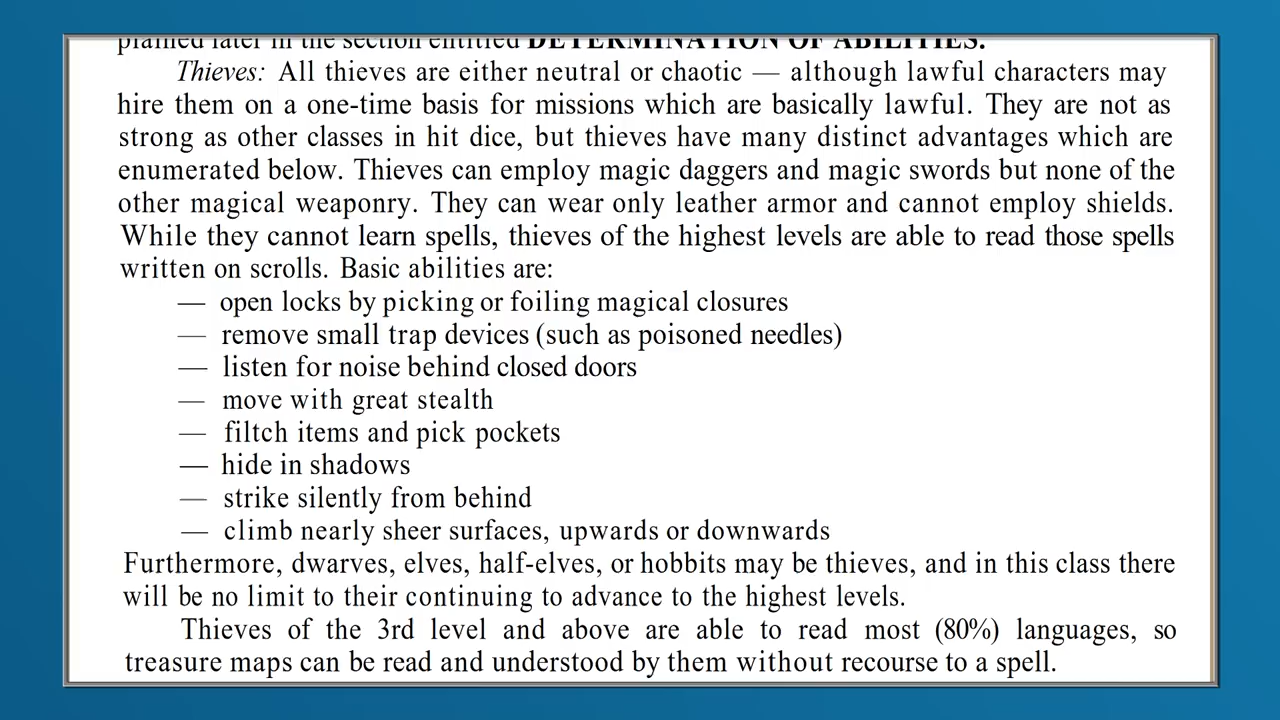 plained later in the section entitled DETERMINATION OF ABILITIES.
Thieves: All thieves are either neutral or chaotic — although lawful characters may
hire them on a one-time basis for missions which are basically lawful. They are not as
strong as other classes in hit dice, but thieves have many distinct advantages which are
enumerated below. Thieves can employ magic daggers and magic swords but none of the
other magical weaponry. They can wear only leather armor and cannot employ shields.
While they cannot learn spells, thieves of the highest levels are able to read those spells
written on scrolls. Basic abilities are:
— open locks by picking or foiling magical closures
— remove small trap devices (such as poisoned needles)
— listen for noise behind closed doors
— move with great stealth
— filtch items and pick pockets
— hide in shadows
— strike silently from behind
— climb nearly sheer surfaces, upwards or downwards
Furthermore, dwarves, elves, half-elves, or hobbits may be thieves, and in this class there
will be no limit to their continuing to advance to the highest levels.
Thieves of the 3rd level and above are able to read most (80%) languages, so
treasure maps can be read and understood by them without recourse to a spell.